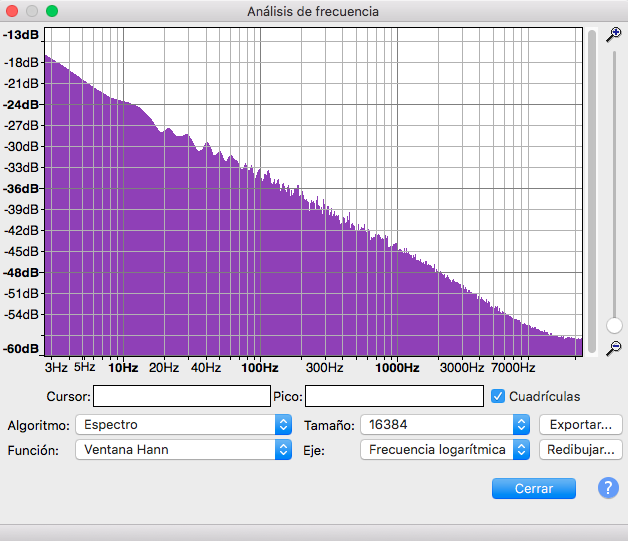 Análisis de frecuencia
-13dB
-18dB
-21dB
-24dB
-27dB
-30dB
-33dB
-36dB
-39dB
-42dB
-45dB
-48dB
-51dB
-54dB
-60dB
3Hz 5Hz 10Hz 20Hz 40Hz 100Hz 300Hz 1000Hz 3000Hz 7000Hz
Cursor: Pico: Cuadrículas
Algoritmo: Espectro Tamaño: 16384 Exportar...
Función: Ventana Hann Eje: Frecuencia logarítmica Redibujar...
Cerrar ?